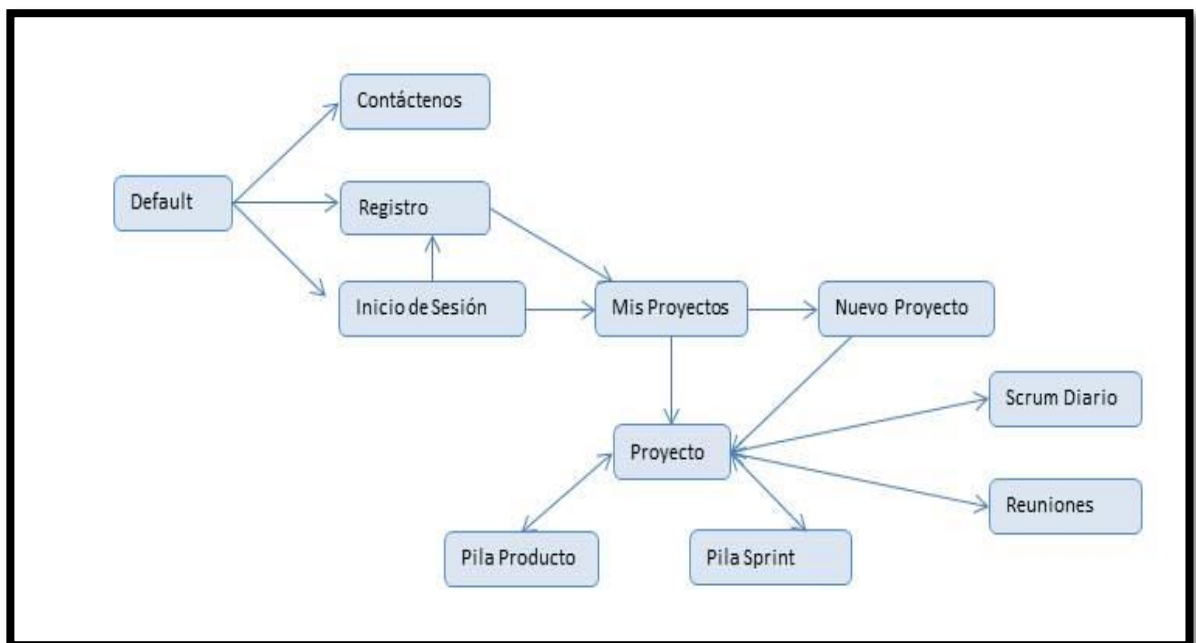 Contáctenos
Default
Registro
Inicio de Sesión
Mis Proyectos
Nuevo Proyecto
Scrum Diario
Proyecto
Reuniones
Pila Producto
Pila Sprint